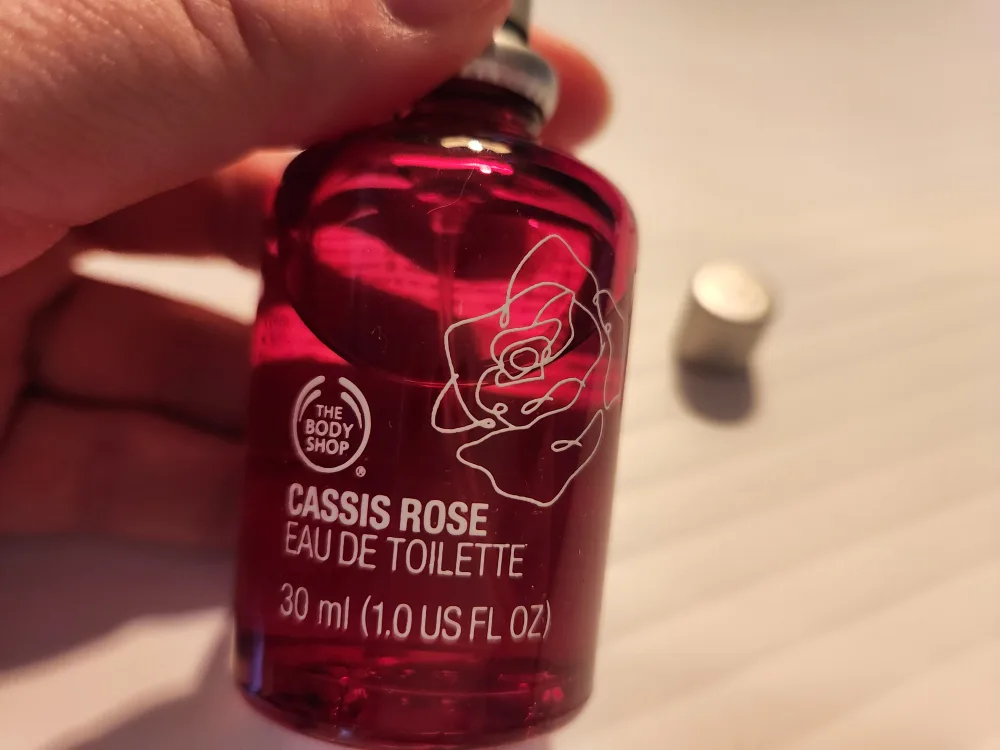 THE
BODY
SHOP
®
CASSIS ROSE
EAU DE TOILETTE
30 ml (1.0 US FL OZ)